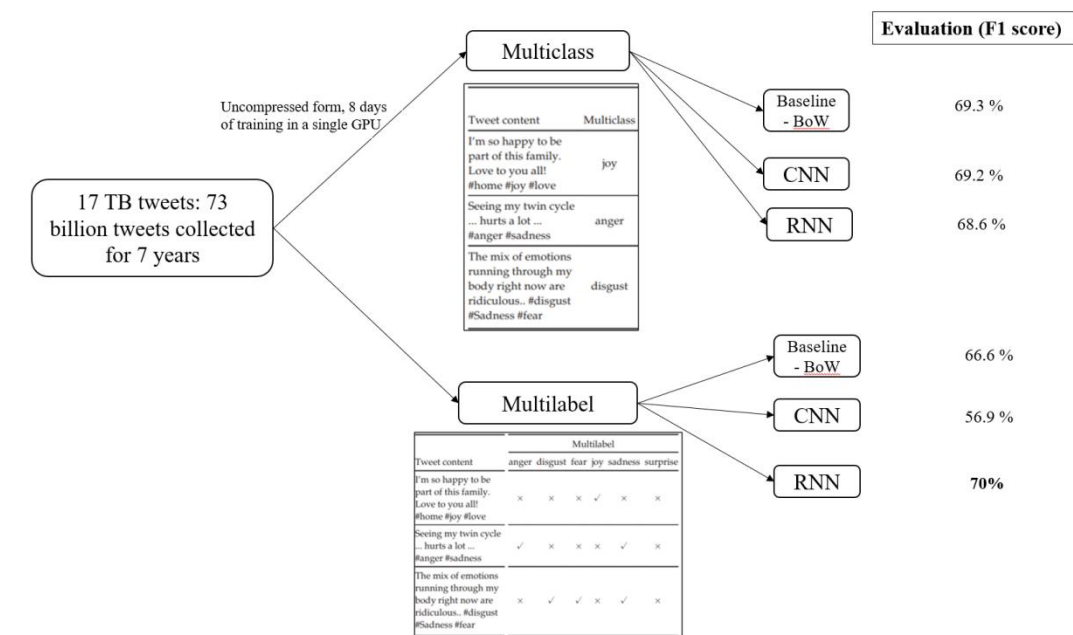 Evaluation (F1 score)
Multiclass
Uncompressed form, 8 days
of training in a single GPU
17 TB tweets: 73
billion tweets collected
for 7 years
Tweet content Multiclass
I'm so happy to be
part of this family.
Love to you all!
#home #joy #love
joy
Seeing my twin cycle
... hurts a lot ...
#anger #sadness
anger
The mix of emotions
running through my
body right now are
ridiculous.. #disgust
#Sadness #fear
disgust
Baseline
- BoW
69.3 %
CNN
69.2 %
RNN
68.6 %
Multilabel
Multilabel
Tweet content anger disgust fear joy sadness surprise
I'm so happy to be
part of this family.
Love to you all!
#home #joy #love
× × × ✓ × ×
Seeing my twin cycle
... hurts a lot ...
#anger #sadness
✓ × × × ✓ ×
The mix of emotions
running through my
body right now are
ridiculous.. #disgust
#Sadness #fear
× ✓ ✓ × ✓ ×
Baseline
- BoW
66.6 %
CNN
56.9 %
RNN
70%